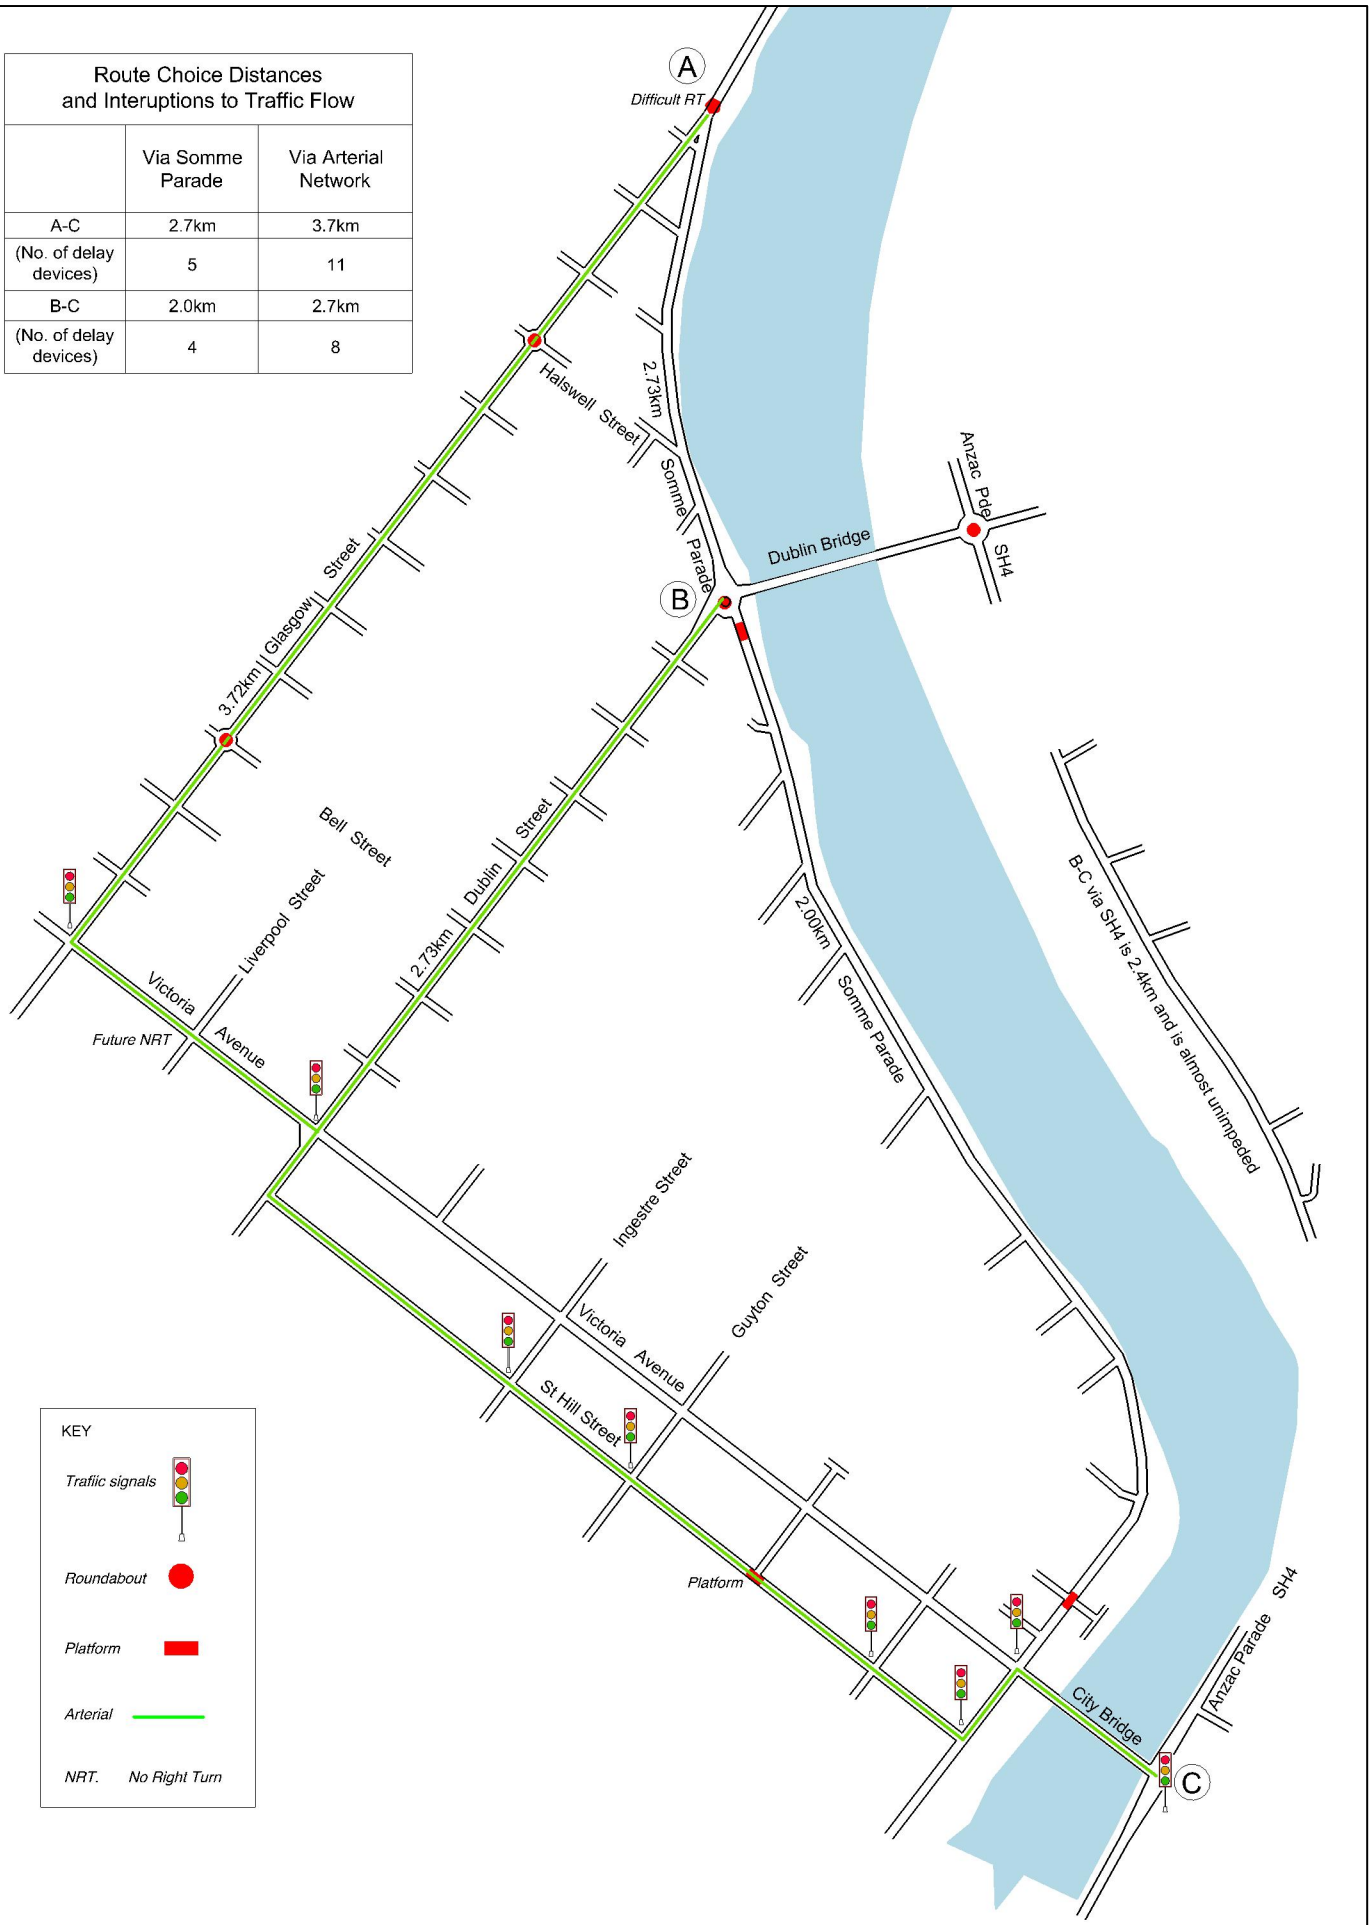 Route Choice Distances
and Interuptions to Traffic Flow
Via Somme
Parade
Via Arterial
Network
A-C
2.7km
3.7km
(No. of delay
devices)
5
11
B-C
2.0km
2.7km
(No. of delay
devices)
4
8
A
Difficult RT
Halswell Street
2.73km
Somme Parade
Anzac Pde
SH4
Dublin Bridge
B
3.72km
Glasgow Street
Bell Street
Liverpool Street
2.73km
Dublin Street
2.00km
Somme Parade
B-C via SH4 is 2.4km and is almost unimpeded
Victoria Avenue
Future NRT
Ingestre Street
Guyton Street
Victoria Avenue
St Hill Street
Platform
City Bridge
Anzac Parade SH4
C
KEY
Trafiic signals
Roundabout
Platform
Arterial
NRT. No Right Turn